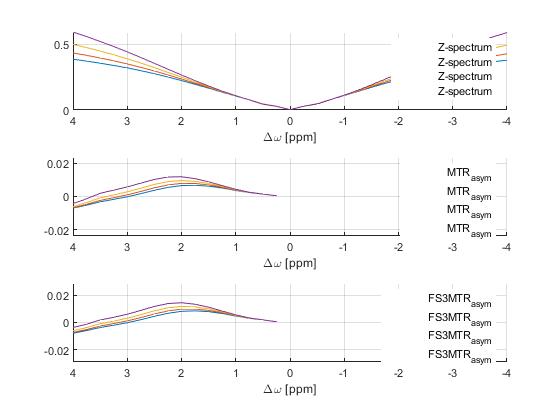 0.5
Z-spectrum
Z-spectrum
Z-spectrum
Z-spectrum
0
4 3 2 1 0 -1 -2 -3 -4
Δω [ppm]
0.02
MTRasym
MTRasym
0
MTRasym
MTRasym
-0.02
4 3 2 1 0 -1 -2 -3 -4
Δω [ppm]
0.02
FS3MTRasym
FS3MTRasym
0
FS3MTRasym
FS3MTRasym
-0.02
4 3 2 1 0 -1 -2 -3 -4
Δω [ppm]